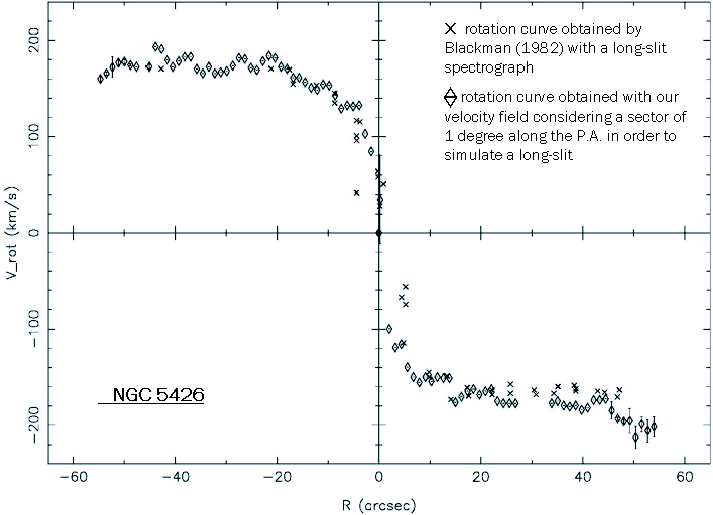 × rotation curve obtained by
Blackman (1982) with a long-slit
spectrograph
rotation curve obtained with our
velocity field considering a sector of
1 degree along the P.A. in order to
simulate a long-slit
200
100
0
-100
-200
V_rot (km/s)
NGC 5426
-60
-40
-20
0
20
40
60
R (arcsec)